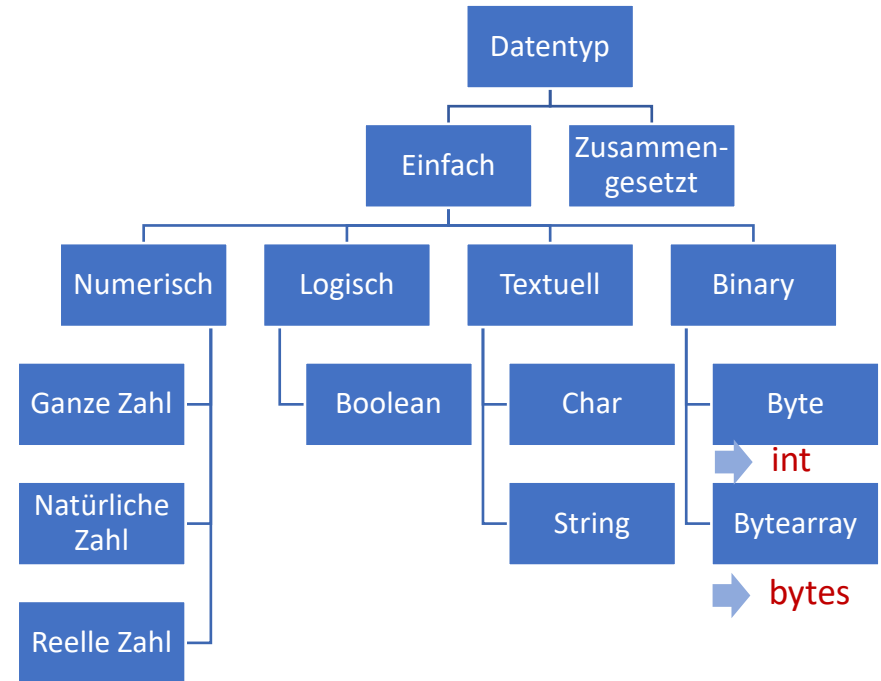 Datentyp
Einfach
Zusammen-
gesetzt
Numerisch
Logisch
Textuell
Binary
Ganze Zahl
Boolean
Char
Byte
int
Natürliche
Zahl
String
Bytearray
bytes
Reelle Zahl